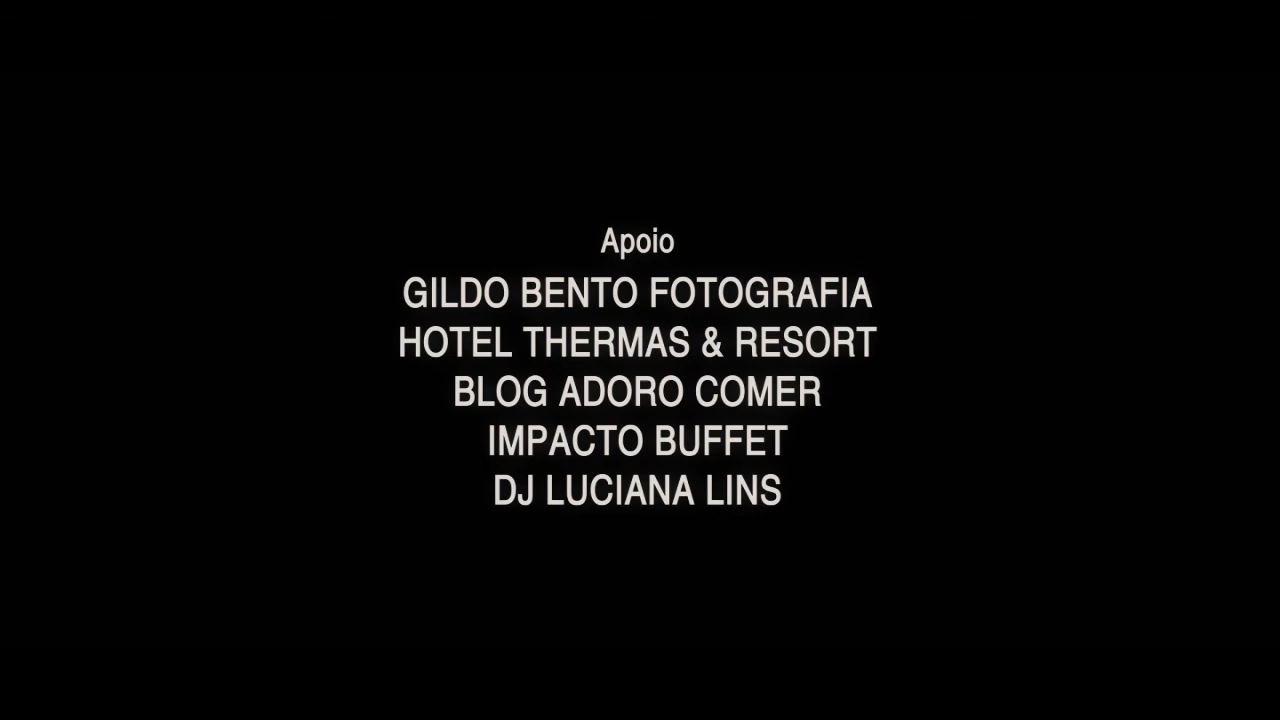 Apoio
GILDO BENTO FOTOGRAFIA
HOTEL THERMAS & RESORT
BLOG ADORO COMER
IMPACTO BUFFET
DJ LUCIANA LINS